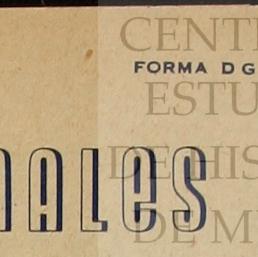 CENT
FORMA DG
ESTU
DE HIS
NALES
DE M